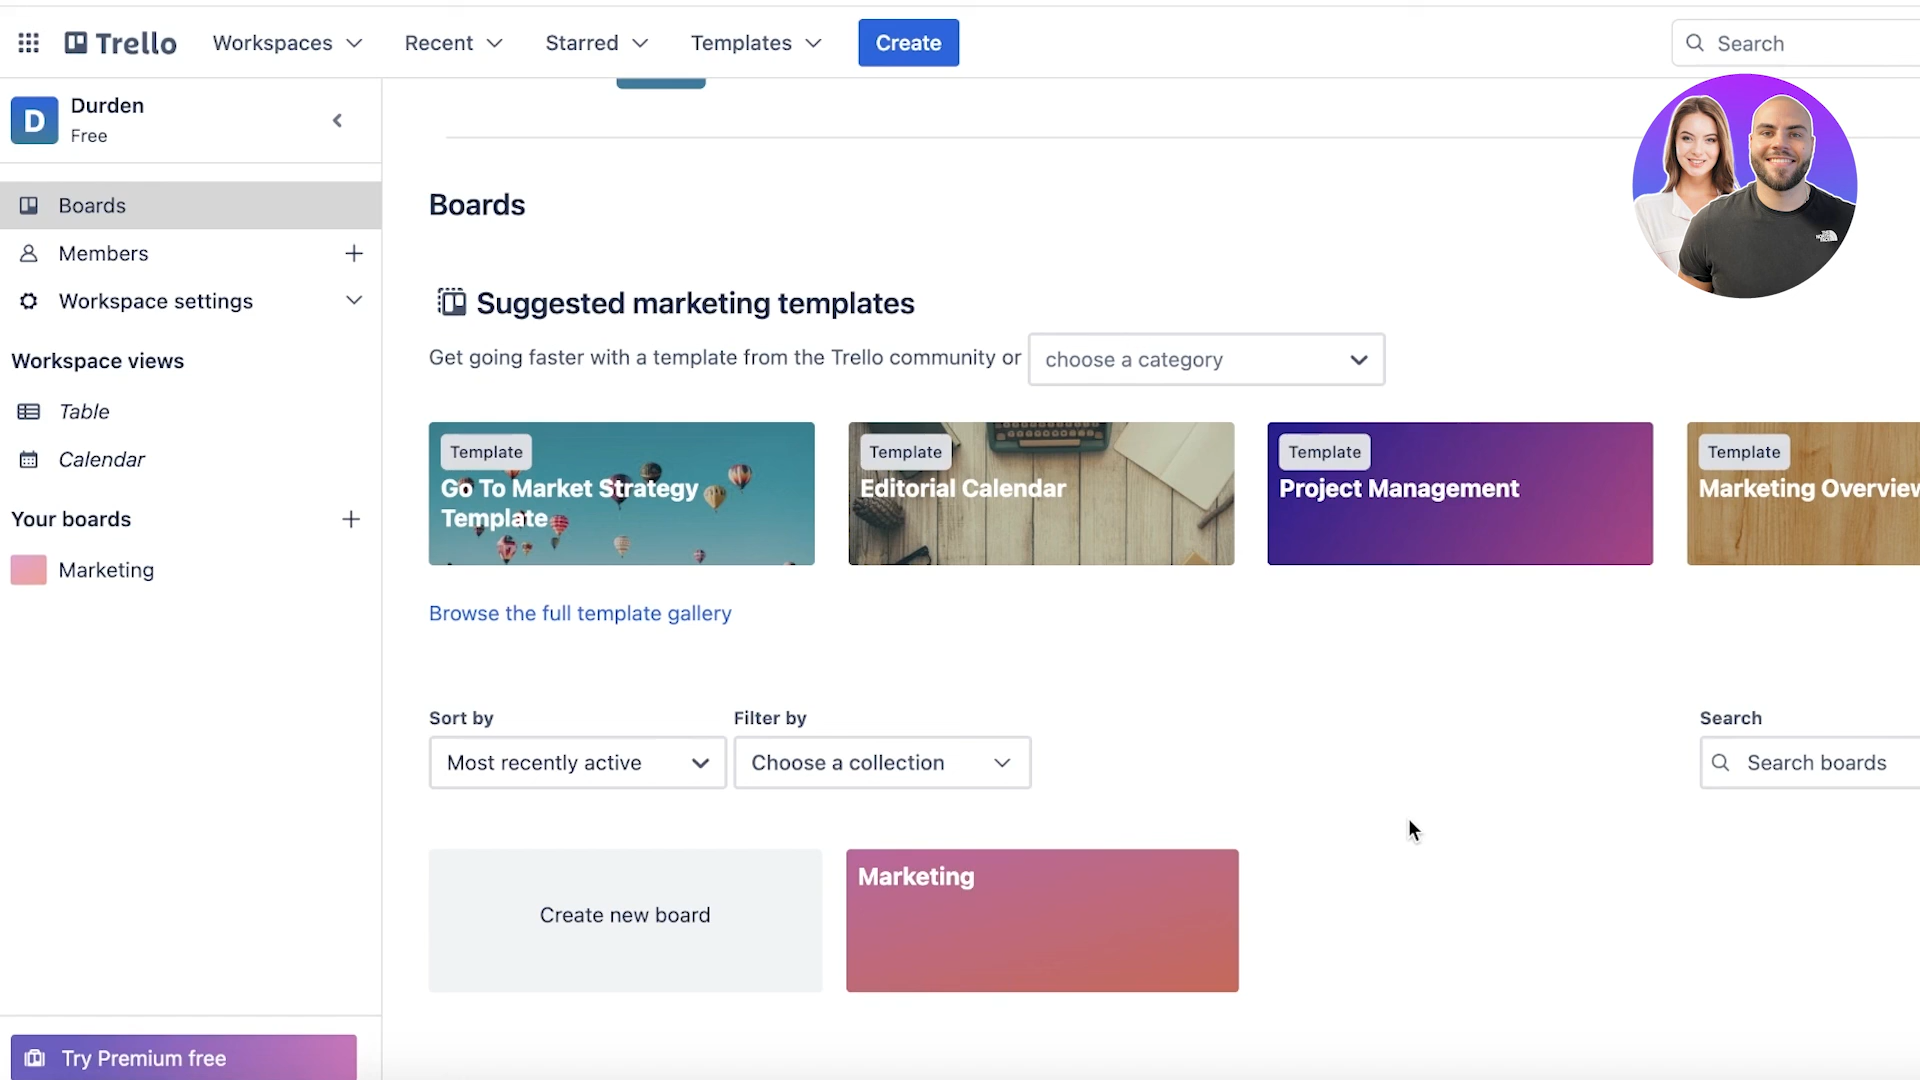 Trello
Workspaces
Recent
Starred
Templates
Create
Search
D
Durden
Free
Boards
Members
Workspace settings
Workspace views
Table
Calendar
Your boards
Marketing
Try Premium free
Boards
Suggested marketing templates
Get going faster with a template from the Trello community or
choose a category
Template
Go To Market Strategy
Template
Template
Editorial Calendar
Template
Project Management
Template
Marketing Overview
Browse the full template gallery
Sort by
Most recently active
Filter by
Choose a collection
Search
Search boards
Create new board
Marketing